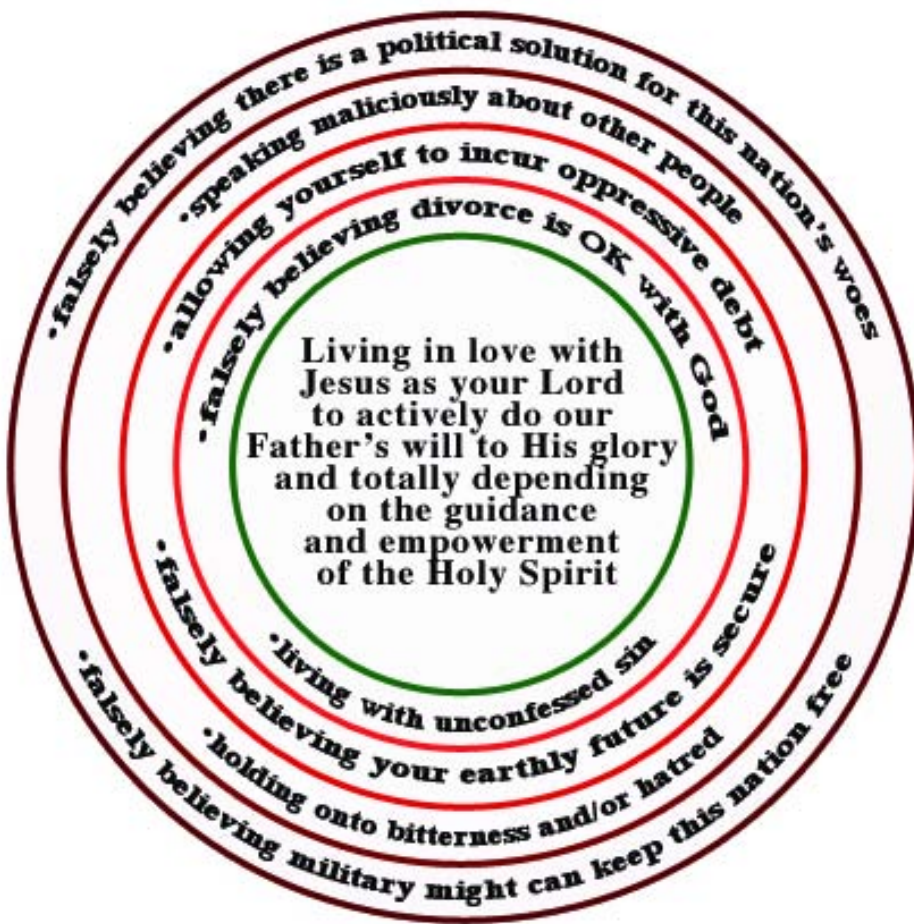 •falsely believing there is a political solution for this nation's woes
•speaking maliciously about other people
•allowing yourself to incur oppressive debt
•falsely believing divorce is OK with God
Living in love with
Jesus as your Lord
to actively do our
Father's will to His glory
and totally depending
on the guidance
and empowerment
of the Holy Spirit
•living with unconfessed sin
•falsely believing your earthly future is secure
•holding onto bitterness and/or hatred
•falsely believing military might can keep this nation free